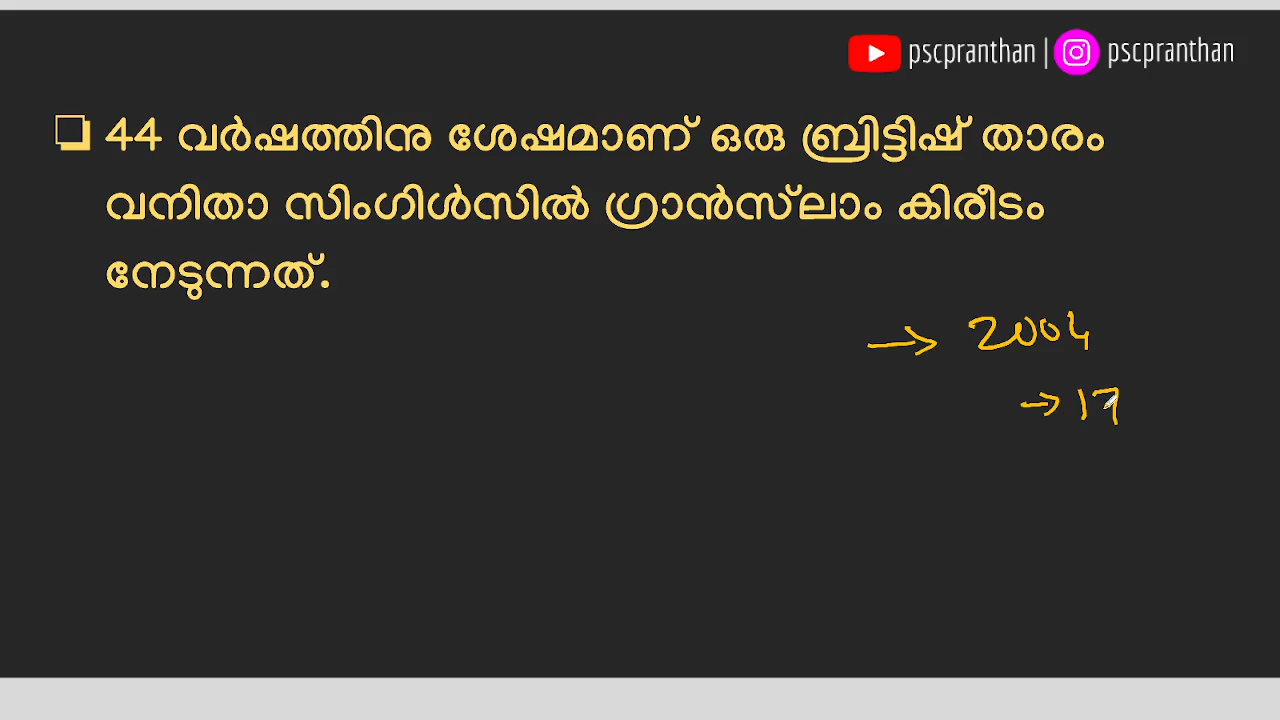 pscpranthan | pscpranthan
44 വർഷത്തിനു ശേഷമാണ് ഒരു ബ്രിട്ടിഷ് താരം
വനിതാ സിംഗിൾസിൽ ഗ്രാൻസ്‌ലാം കിരീടം
നേടുന്നത്.
→ 2004
→ 17